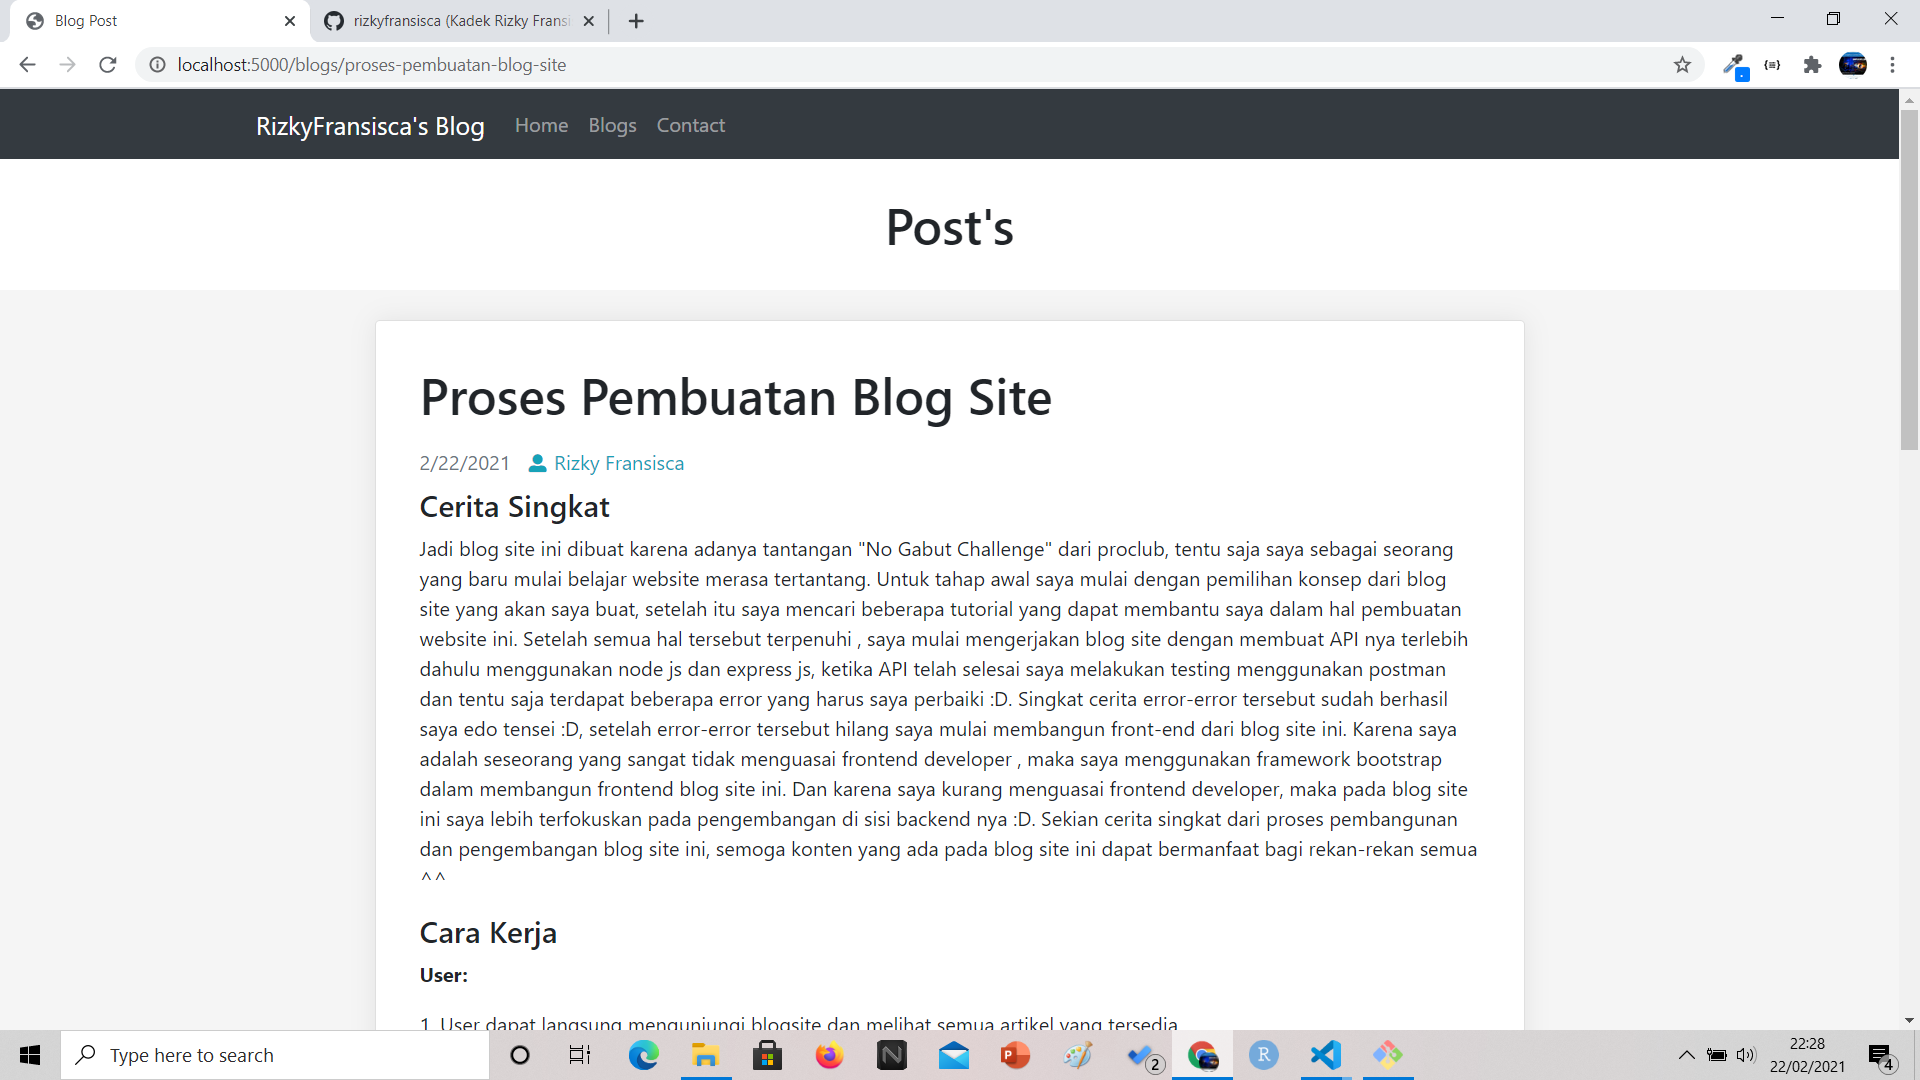 Blog Post
rizkyfransisca (Kadek Rizky Frans
localhost:5000/blogs/proses-pembuatan-blog-site
RizkyFransisca's Blog Home Blogs Contact
Post's
Proses Pembuatan Blog Site
2/22/2021 Rizky Fransisca
Cerita Singkat
Jadi blog site ini dibuat karena adanya tantangan "No Gabut Challenge" dari proclub, tentu saja saya sebagai seorang
yang baru mulai belajar website merasa tertantang. Untuk tahap awal saya mulai dengan pemilihan konsep dari blog
site yang akan saya buat, setelah itu saya mencari beberapa tutorial yang dapat membantu saya dalam hal pembuatan
website ini. Setelah semua hal tersebut terpenuhi , saya mulai mengerjakan blog site dengan membuat API nya terlebih
dahulu menggunakan node js dan express js, ketika API telah selesai saya melakukan testing menggunakan postman
dan tentu saja terdapat beberapa error yang harus saya perbaiki :D. Singkat cerita error-error tersebut sudah berhasil
saya edo tensei :D, setelah error-error tersebut hilang saya mulai membangun front-end dari blog site ini. Karena saya
adalah seseorang yang sangat tidak menguasai frontend developer , maka saya menggunakan framework bootstrap
dalam membangun frontend blog site ini. Dan karena saya kurang menguasai frontend developer, maka pada blog site
ini saya lebih terfokuskan pada pengembangan di sisi backend nya :D. Sekian cerita singkat dari proses pembangunan
dan pengembangan blog site ini, semoga konten yang ada pada blog site ini dapat bermanfaat bagi rekan-rekan semua
^^
Cara Kerja
User:
1. User dapat langsung mengunjungi blogsite dan melihat semua artikel yang tersedia
Type here to search
2
22:28
22/02/2021
4